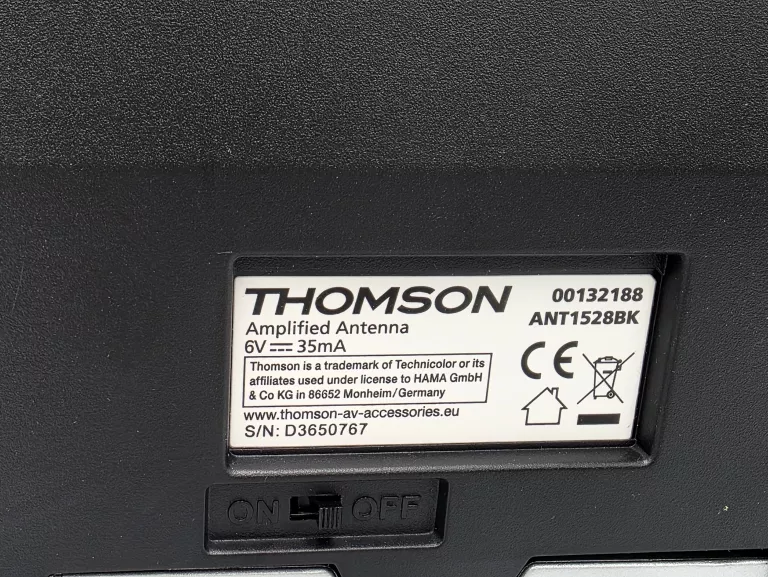 THOMSON 00132188
Amplified Antenna ANT1528BK
6V ⎓ 35mA
Thomson is a trademark of Technicolor or its
affiliates used under license to HAMA GmbH
& Co KG in 86652 Monheim/Germany
CE
www.thomson-av-accessories.eu
S/N: D3650767
ON OFF